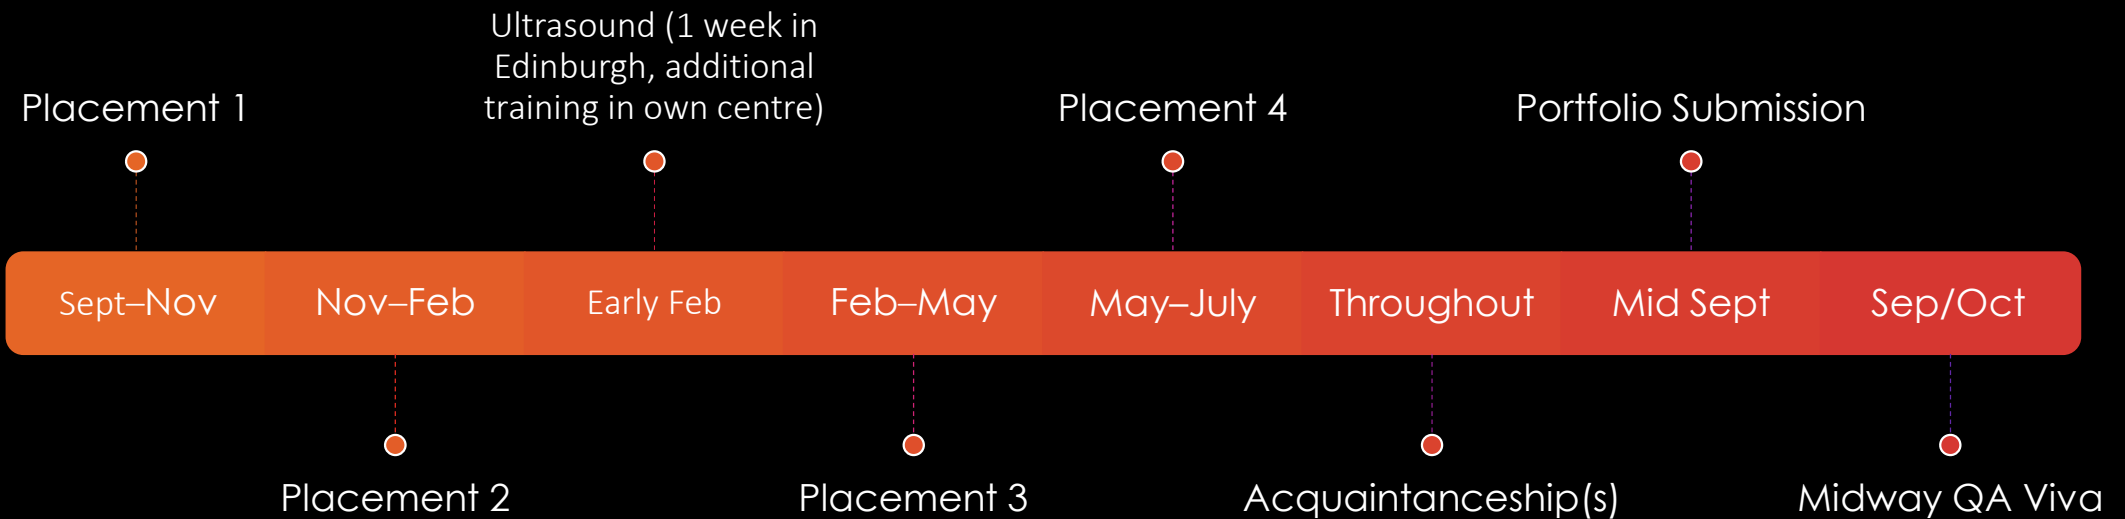 Ultrasound (1 week in
Edinburgh, additional
training in own centre)
Placement 1
Placement 4
Portfolio Submission
Sept–Nov
Nov–Feb
Early Feb
Feb–May
May–July
Throughout
Mid Sept
Sep/Oct
Placement 2
Placement 3
Acquaintanceship(s)
Midway QA Viva